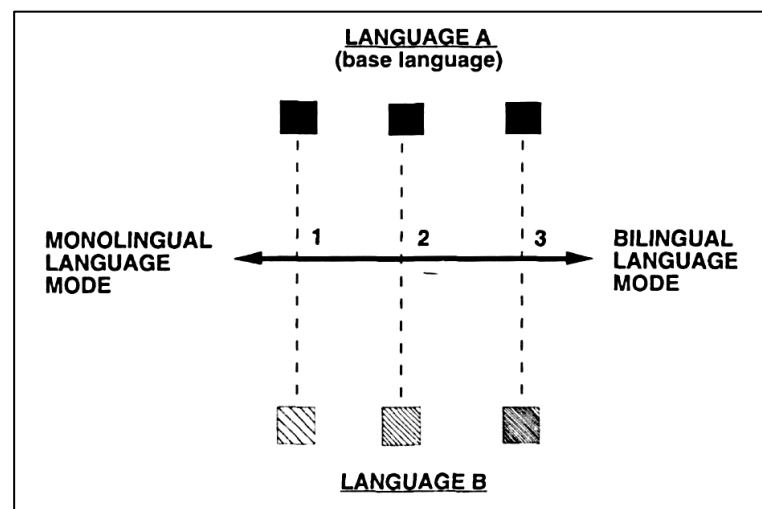 LANGUAGE A
(base language)
1 2 3
MONOLINGUAL
LANGUAGE
MODE
BILINGUAL
LANGUAGE
MODE
LANGUAGE B